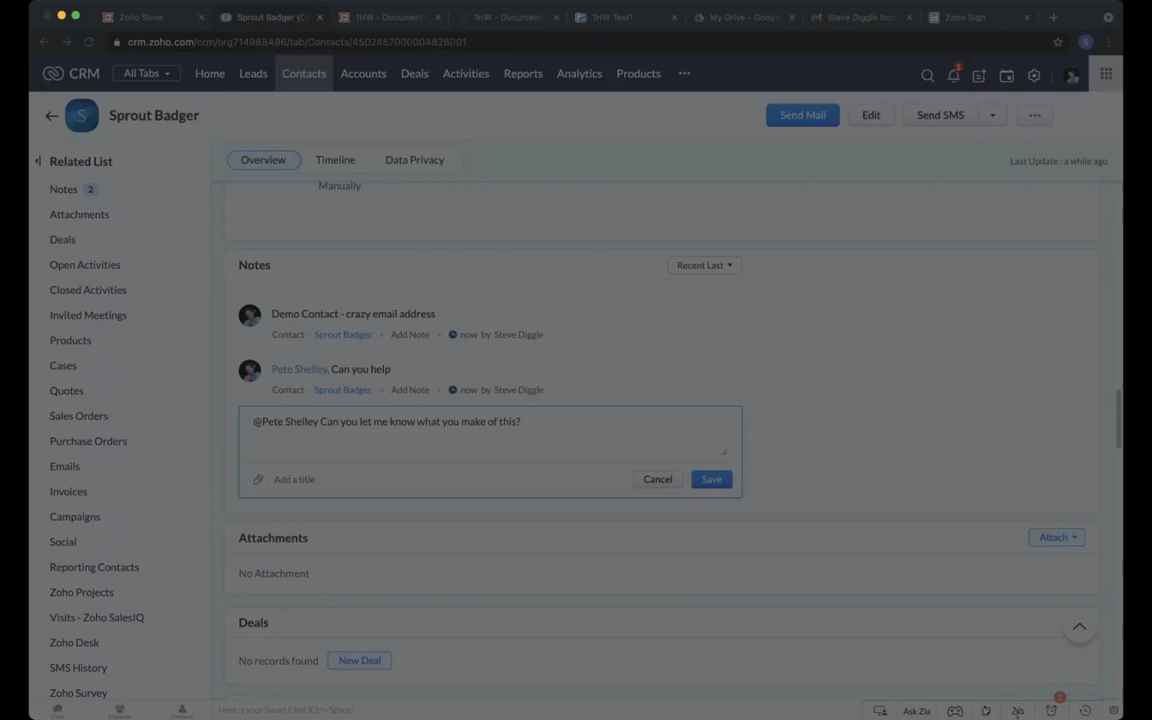 Zoho Show
Sprout Badger (C
1HW - Document
1HW - Document
1HW Test1
My Drive - Google
Steve Diggle from
Zoho Sign
crm.zoho.com/crm/org714988486/tab/Contacts/4502457000004826001
S
CRM
All Tabs
Home
Leads
Contacts
Accounts
Deals
Activities
Reports
Analytics
Products
1
S
Sprout Badger
Send Mail
Edit
Send SMS
Related List
Overview
Timeline
Data Privacy
Last Update : a while ago
Notes 2
Attachments
Deals
Open Activities
Closed Activities
Invited Meetings
Products
Cases
Quotes
Sales Orders
Purchase Orders
Emails
Invoices
Campaigns
Social
Reporting Contacts
Zoho Projects
Visits - Zoho SalesIQ
Zoho Desk
SMS History
Zoho Survey
Manually
Notes
Recent Last
Demo Contact - crazy email address
Contact - Sprout Badger • Add Note • now by Steve Diggle
Pete Shelley, Can you help
Contact - Sprout Badger • Add Note • now by Steve Diggle
@Pete Shelley Can you let me know what you make of this?
Add a title
Cancel
Save
Attachments
Attach
No Attachment
Deals
No records found
New Deal
Chats
Channels
Contacts
Here is your Smart Chat (Ctrl+Space)
Ask Zia
2